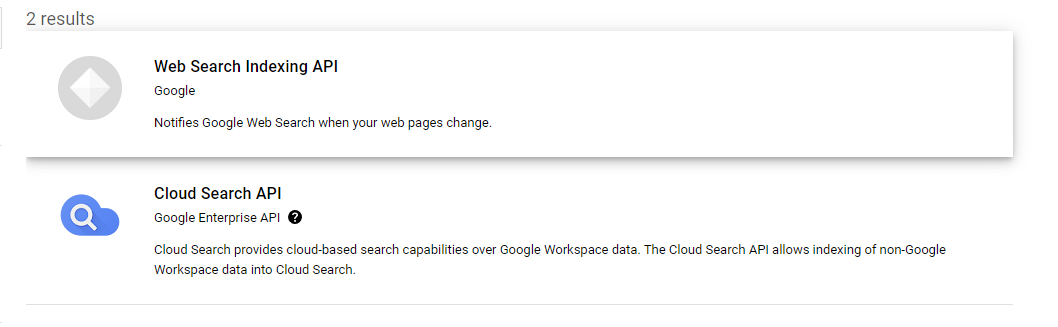 2 results
Web Search Indexing API
Google
Notifies Google Web Search when your web pages change.
Cloud Search API
Google Enterprise API ?
Cloud Search provides cloud-based search capabilities over Google Workspace data. The Cloud Search API allows indexing of non-Google
Workspace data into Cloud Search.